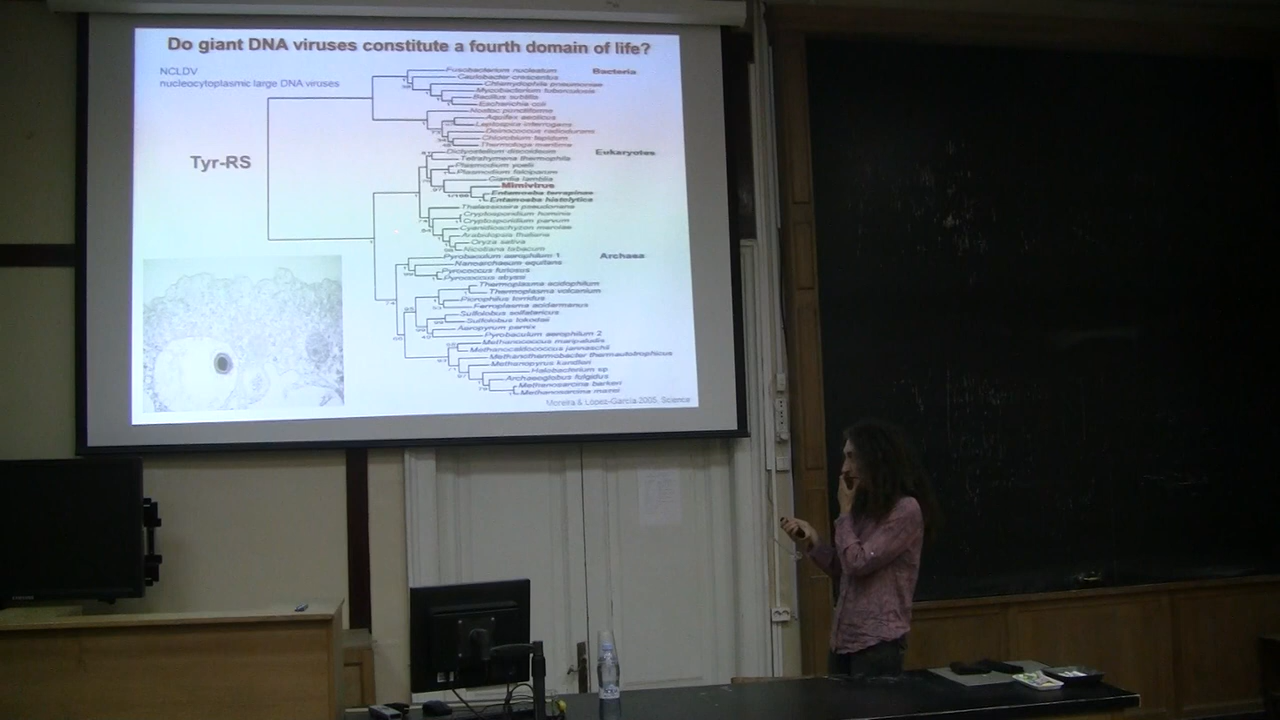 Do giant DNA viruses constitute a fourth domain of life?
NCLDV
nucleocytoplasmic large DNA viruses
Tyr-RS
Fusobacterium nucleatum
Bacteria
Caulobacter crescentus
Chlamydophila pneumoniae
Mycobacterium tuberculosis
Bacillus subtilis
Escherichia coli
Nostoc punctiforme
Aquifex aeolicus
Leptospira interrogans
Deinococcus radiodurans
Chlorobium tepidum
Thermotoga maritima
Dictyostelium discoideum
Eukaryotes
Tetrahymena thermophila
Plasmodium yoelii
Plasmodium falciparum
Giardia lamblia
Mimivirus
Entamoeba terrapinae
Entamoeba histolytica
Thalassiosira pseudonana
Cryptosporidium hominis
Cryptosporidium parvum
Cyanidioschyzon merolae
Arabidopsis thaliana
Oryza sativa
Nicotiana tabacum
Pyrobaculum aerophilum 1
Archaea
Nanoarchaeum equitans
Pyrococcus furiosus
Pyrococcus abyssi
Thermoplasma acidophilum
Thermoplasma volcanium
Picrophilus torridus
Ferroplasma acidarmanus
Sulfolobus solfataricus
Sulfolobus tokodaii
Aeropyrum pernix
Pyrobaculum aerophilum 2
Methanococcus maripaludis
Methanocaldococcus jannaschii
Methanothermobacter thermautotrophicus
Methanopyrus kandleri
Halobacterium sp
Archaeoglobus fulgidus
Methanosarcina barkeri
Methanosarcina mazei
Moreira & López-García 2005, Science